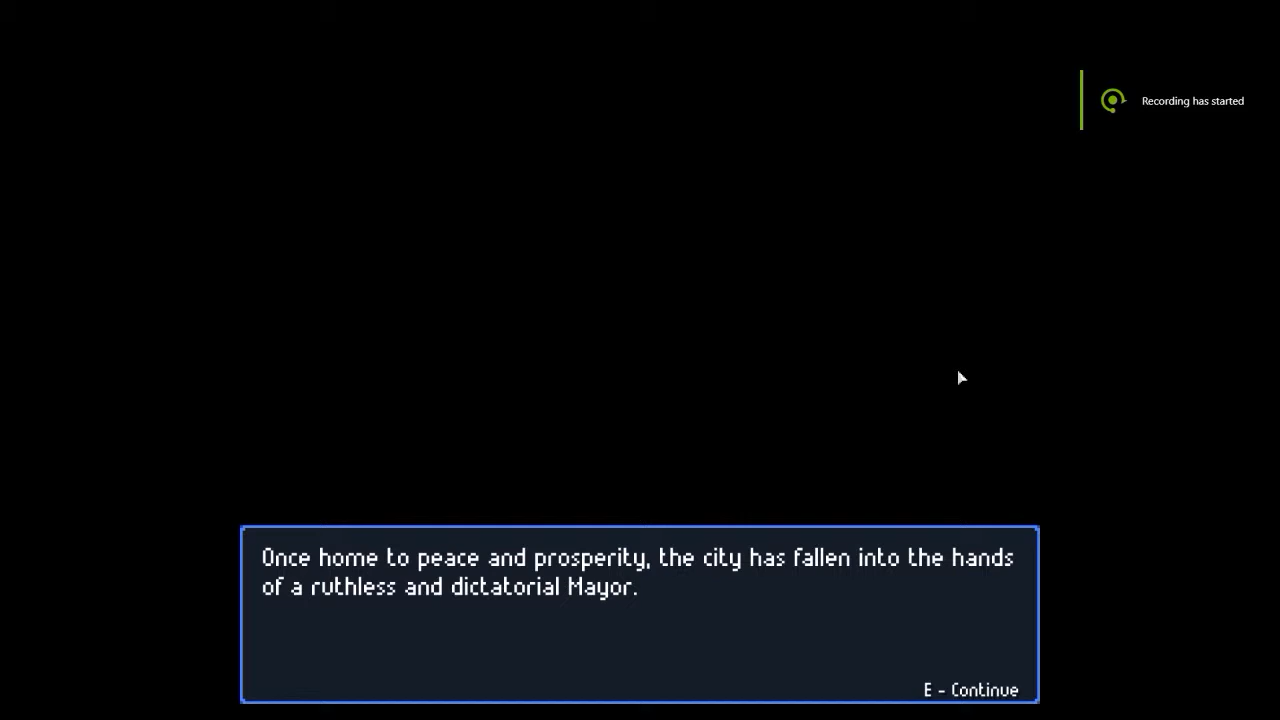 Recording has started
Once home to peace and prosperity, the city has fallen into the hands
of a ruthless and dictatorial Mayor.
E - Continue